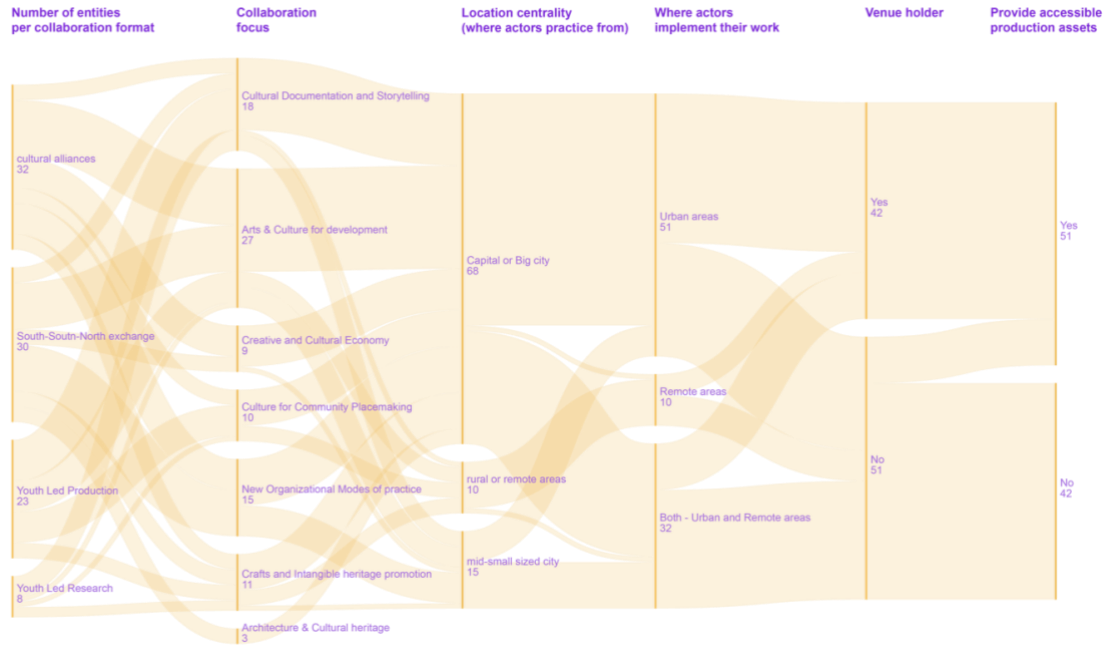 Number of entities
per collaboration format
Collaboration
focus
Location centrality
(where actors practice from)
Where actors
implement their work
Venue holder
Provide accessible
production assets
cultural alliances
32
South-Soutn-North exchange
30
Youth Led Production
23
Youth Led Research
8
Cultural Documentation and Storytelling
18
Arts & Culture for development
27
Creative and Cultural Economy
9
Culture for Community Placemaking
10
New Organizational Modes of practice
15
Crafts and Intangible heritage promotion
11
Architecture & Cultural heritage
3
Capital or Big city
68
rural or remote areas
10
mid-small sized city
15
Urban areas
51
Remote areas
10
Both - Urban and Remote areas
32
Yes
42
No
51
Yes
51
No
42